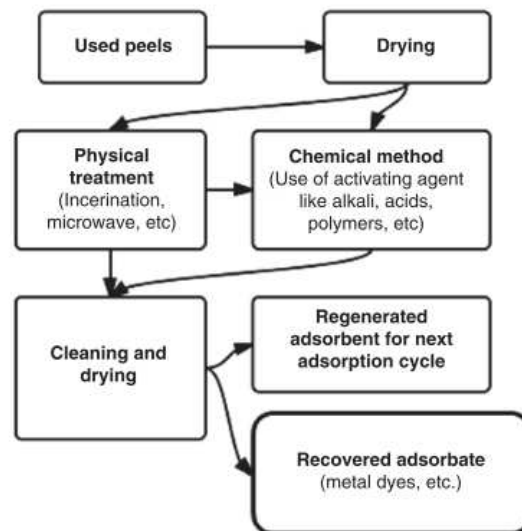 Used peels
Drying
Physical
treatment
(Incerination,
microwave, etc)
Chemical method
(Use of activating agent
like alkali, acids,
polymers, etc)
Cleaning and
drying
Regenerated
adsorbent for next
adsorption cycle
Recovered adsorbate
(metal dyes, etc.)